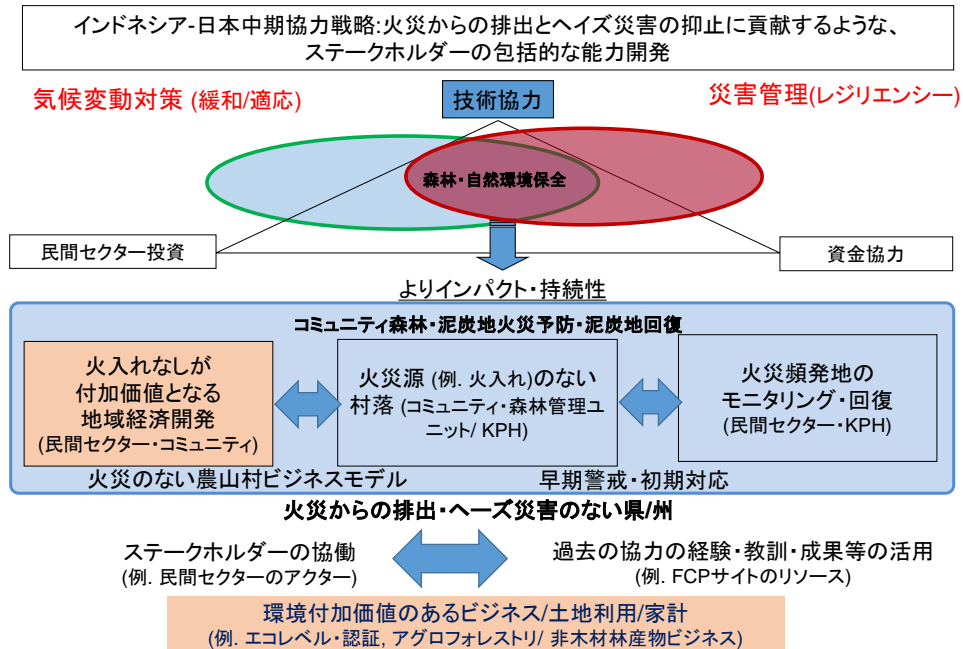 インドネシア-日本中期協力戦略:火災からの排出とヘイズ災害の抑止に貢献するような、
ステークホルダーの包括的な能力開発
気候変動対策 (緩和/適応)
技術協力
災害管理(レジリエンシー)
森林・自然環境保全
民間セクター投資
資金協力
よりインパクト・持続性
コミュニティ森林・泥炭地火災予防・泥炭地回復
火入れなしが
付加価値となる
地域経済開発
(民間セクター・コミュニティ)
火災源 (例. 火入れ)のない
村落 (コミュニティ・森林管理ユ
ニット/ KPH)
火災頻発地の
モニタリング・回復
(民間セクター・KPH)
火災のない農山村ビジネスモデル
早期警戒・初期対応
火災からの排出・ヘーズ災害のない県/州
ステークホルダーの協働
(例. 民間セクターのアクター)
過去の協力の経験・教訓・成果等の活用
(例. FCPサイトのリソース)
環境付加価値のあるビジネス/土地利用/家計
(例. エコレベル・認証, アグロフォレストリ/ 非木材林産物ビジネス)